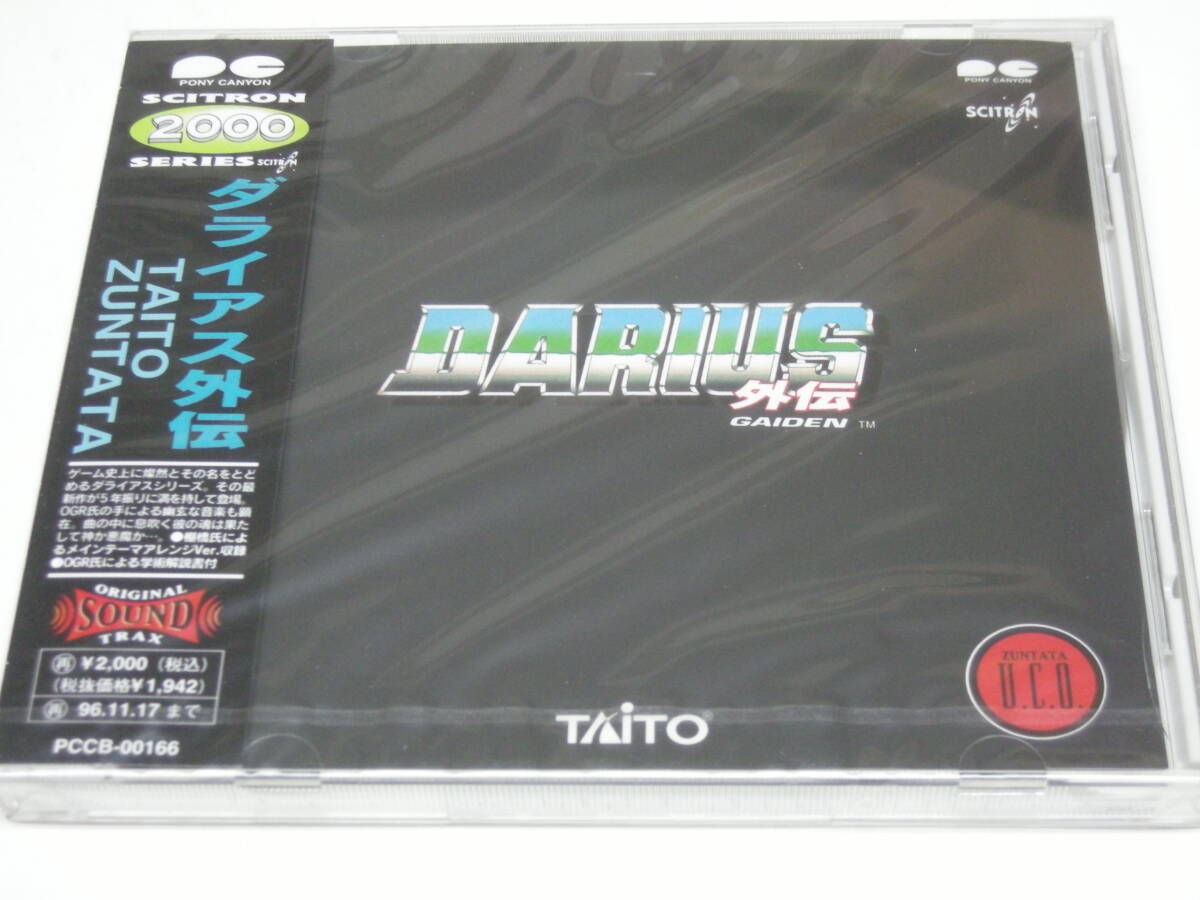 PONY CANYON
SCITRON
2000
SERIES SCITRON
ダライアス外伝
TAITO
ZUNTATA
ゲーム史上に燦然とその名をとど
めるダライアスシリーズ。その最
新作が5年振りに満を持して登場。
OGR氏の手による幽玄な音楽も顕
在。曲の中に息吹く彼の魂は果た
して神か悪魔か…。●棚橋氏によ
るメインテーマアレンジVer.収録
●OGR氏による学術解説書付
ORIGINAL
SOUND
TRAX
再 ¥2,000 (税込)
(税抜価格¥1,942)
再 96.11.17 まで
PCCB-00166
PONY CANYON
SCITRON
DARIUS
外伝
GAIDEN TM
ZUNTATA
U.C.O.
TAITO®